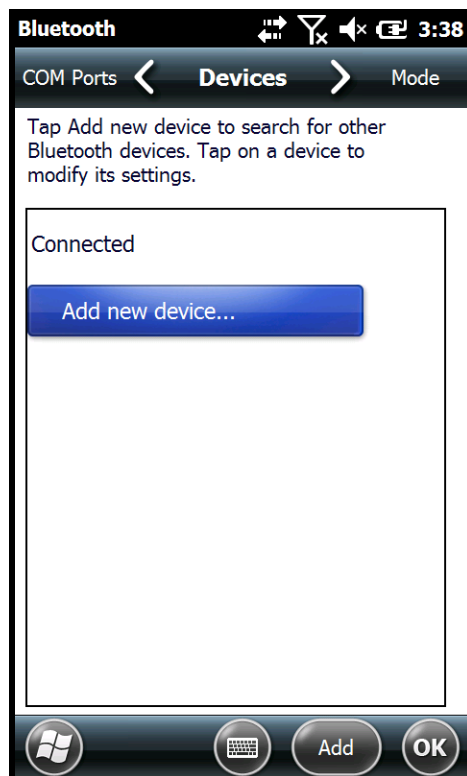 Bluetooth 3:38
COM Ports Devices Mode
Tap Add new device to search for other
Bluetooth devices. Tap on a device to
modify its settings.
Connected
Add new device...
Add OK